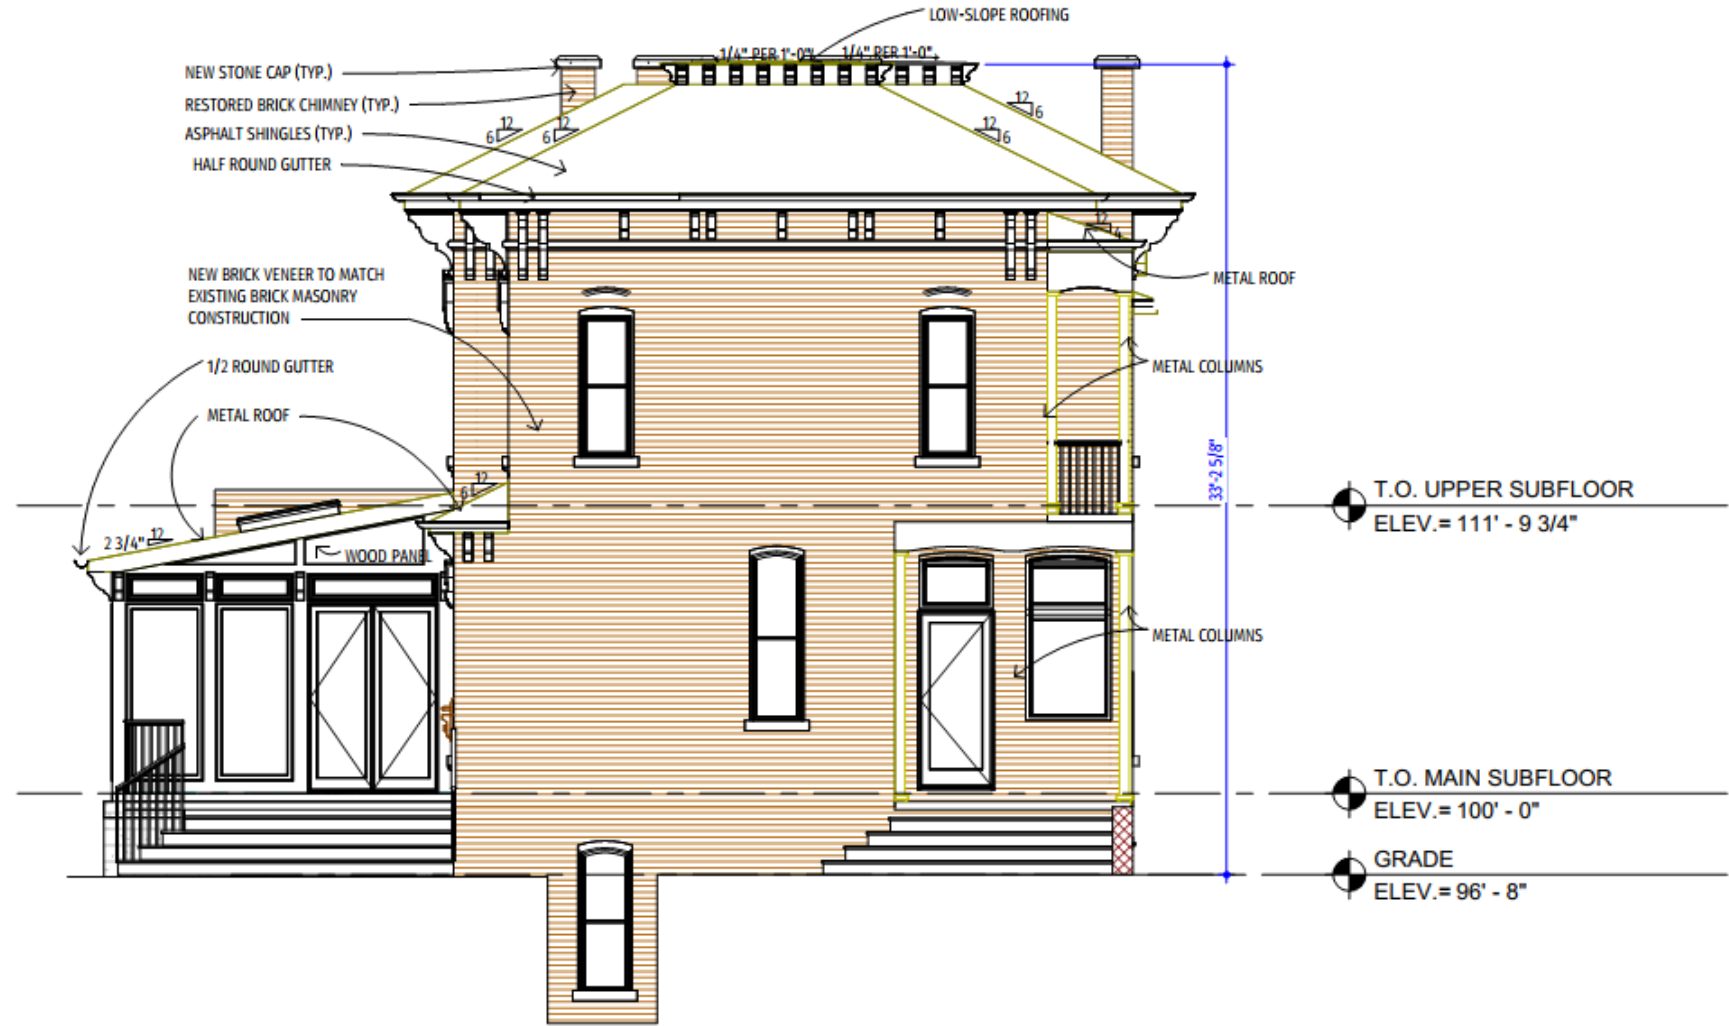 LOW-SLOPE ROOFING
1/4" PER 1'-0"
1/4" PER 1'-0"
NEW STONE CAP (TYP.)
RESTORED BRICK CHIMNEY (TYP.)
ASPHALT SHINGLES (TYP.)
HALF ROUND GUTTER
12
6
12
6
12
6
12
6
12
4
METAL ROOF
NEW BRICK VENEER TO MATCH
EXISTING BRICK MASONRY
CONSTRUCTION
1/2 ROUND GUTTER
METAL ROOF
METAL COLUMNS
33'-2 5/8"
12
6
12
2 3/4"
WOOD PANEL
METAL COLUMNS
T.O. UPPER SUBFLOOR
ELEV.= 111' - 9 3/4"
T.O. MAIN SUBFLOOR
ELEV.= 100' - 0"
GRADE
ELEV.= 96' - 8"